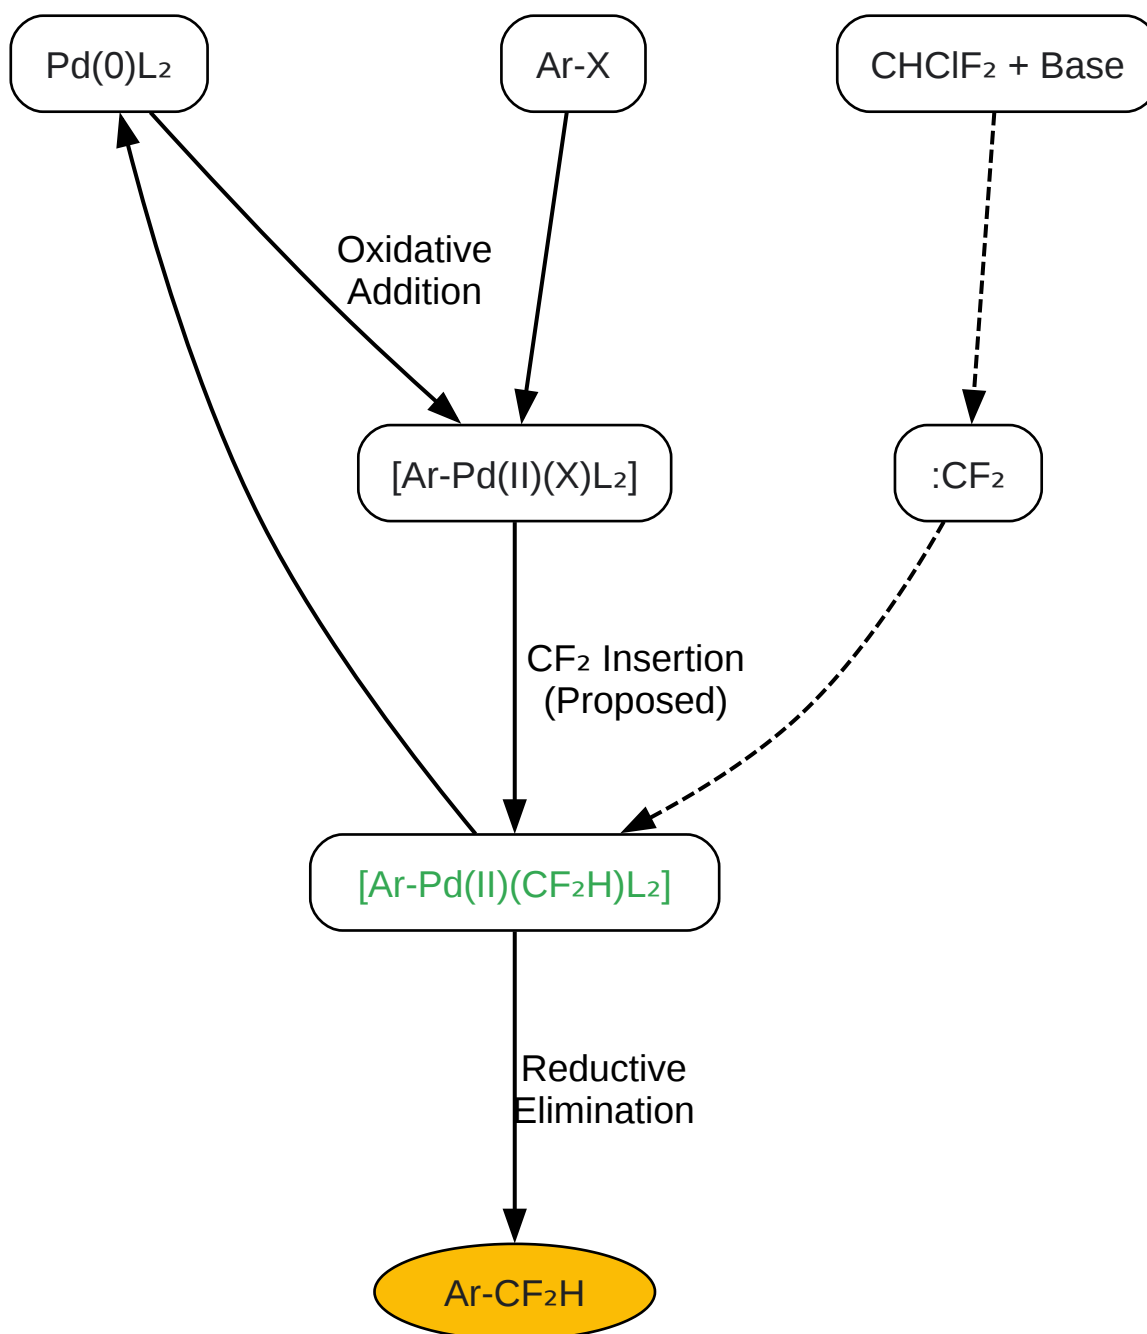 Pd(0)L₂
Ar-X
CHClF₂ + Base
Oxidative
Addition
[Ar-Pd(II)(X)L₂]
:CF₂
CF₂ Insertion
(Proposed)
[Ar-Pd(II)(CF₂H)L₂]
Reductive
Elimination
Ar-CF₂H